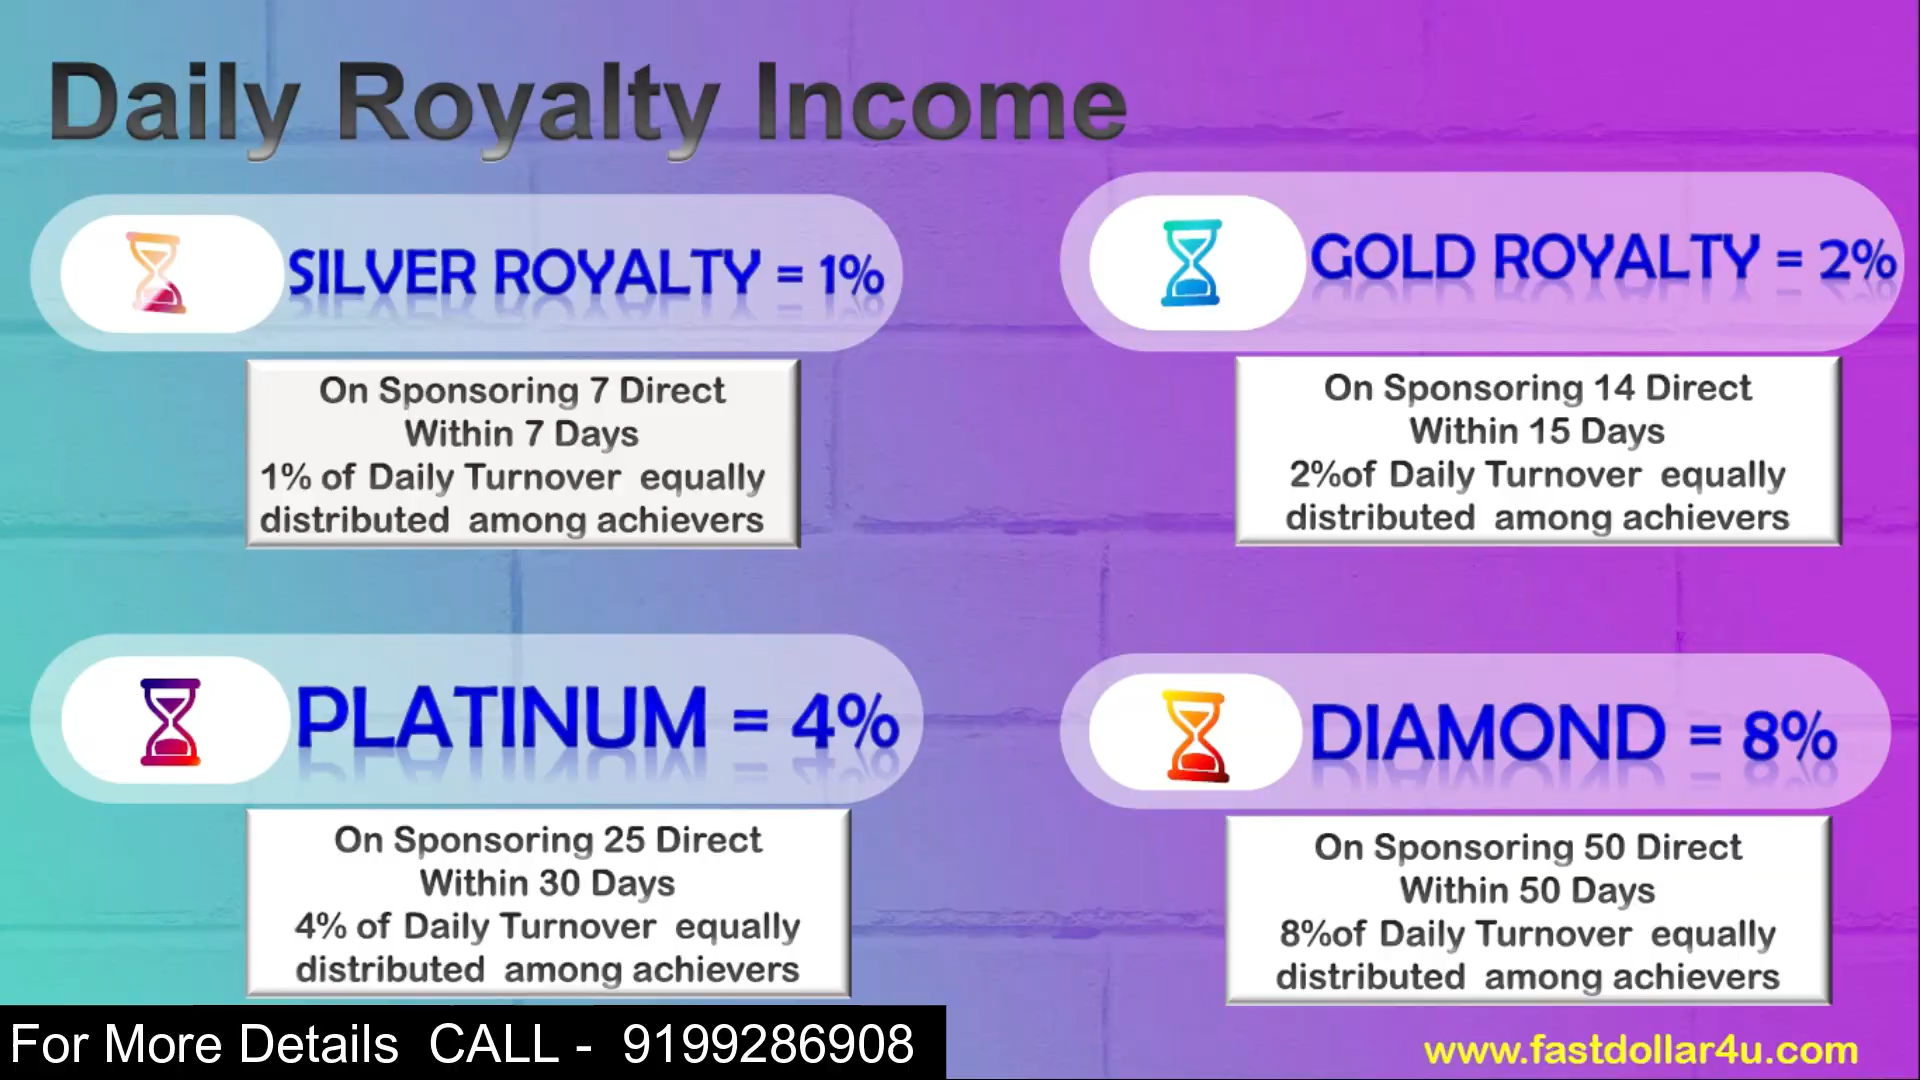 Daily Royalty Income
SILVER ROYALTY = 1%
On Sponsoring 7 Direct
Within 7 Days
1% of Daily Turnover equally
distributed among achievers
GOLD ROYALTY = 2%
On Sponsoring 14 Direct
Within 15 Days
2%of Daily Turnover equally
distributed among achievers
PLATINUM = 4%
On Sponsoring 25 Direct
Within 30 Days
4% of Daily Turnover equally
distributed among achievers
DIAMOND = 8%
On Sponsoring 50 Direct
Within 50 Days
8%of Daily Turnover equally
distributed among achievers
For More Details CALL - 9199286908
www.fastdollar4u.com